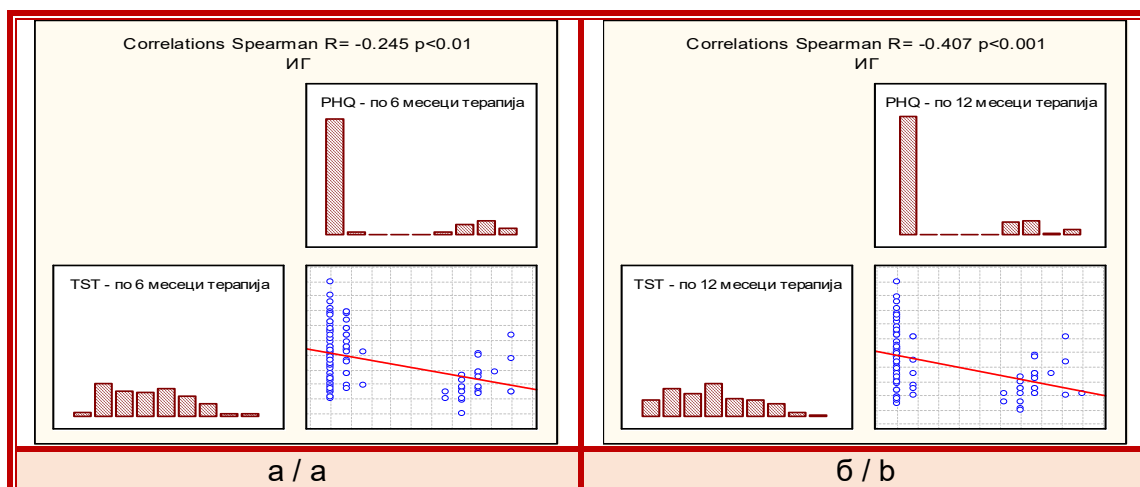 Correlations Spearman R= -0.245 p<0.01
ИГ
PHQ - по 6 месеци терапија
TST - по 6 месеци терапија
а / a
Correlations Spearman R= -0.407 p<0.001
ИГ
PHQ - по 12 месеци терапија
TST - по 12 месеци терапија
б / b